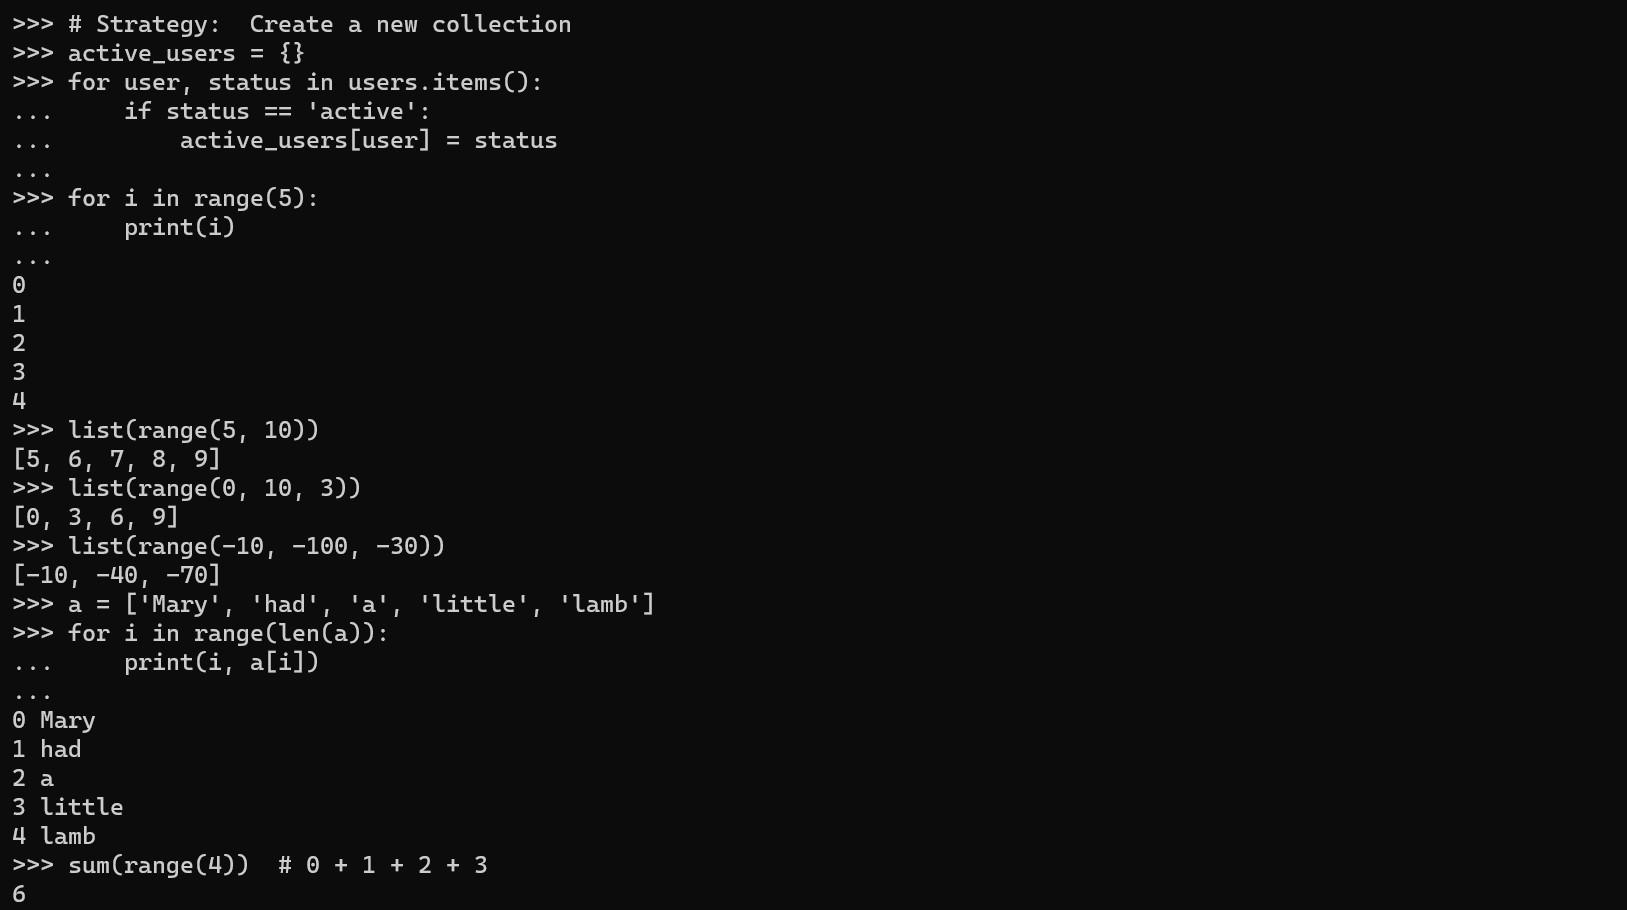 >>> # Strategy:  Create a new collection
>>> active_users = {}
>>> for user, status in users.items():
...     if status == 'active':
...         active_users[user] = status
...
>>> for i in range(5):
...     print(i)
...
0
1
2
3
4
>>> list(range(5, 10))
[5, 6, 7, 8, 9]
>>> list(range(0, 10, 3))
[0, 3, 6, 9]
>>> list(range(-10, -100, -30))
[-10, -40, -70]
>>> a = ['Mary', 'had', 'a', 'little', 'lamb']
>>> for i in range(len(a)):
...     print(i, a[i])
...
0 Mary
1 had
2 a
3 little
4 lamb
>>> sum(range(4))  # 0 + 1 + 2 + 3
6